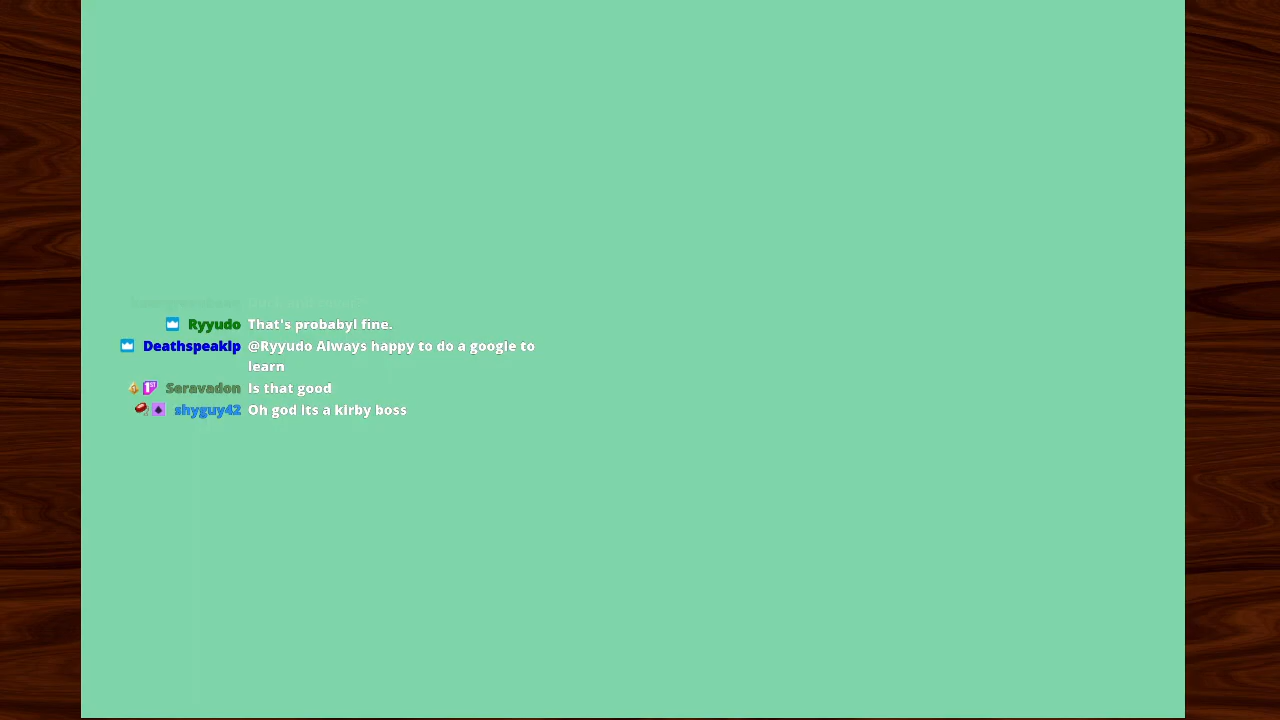 Ryyudo That's probabyl fine.
Deathspeakip @Ryyudo Always happy to do a google to
learn
Saravadon Is that good
shyguy42 Oh god its a kirby boss